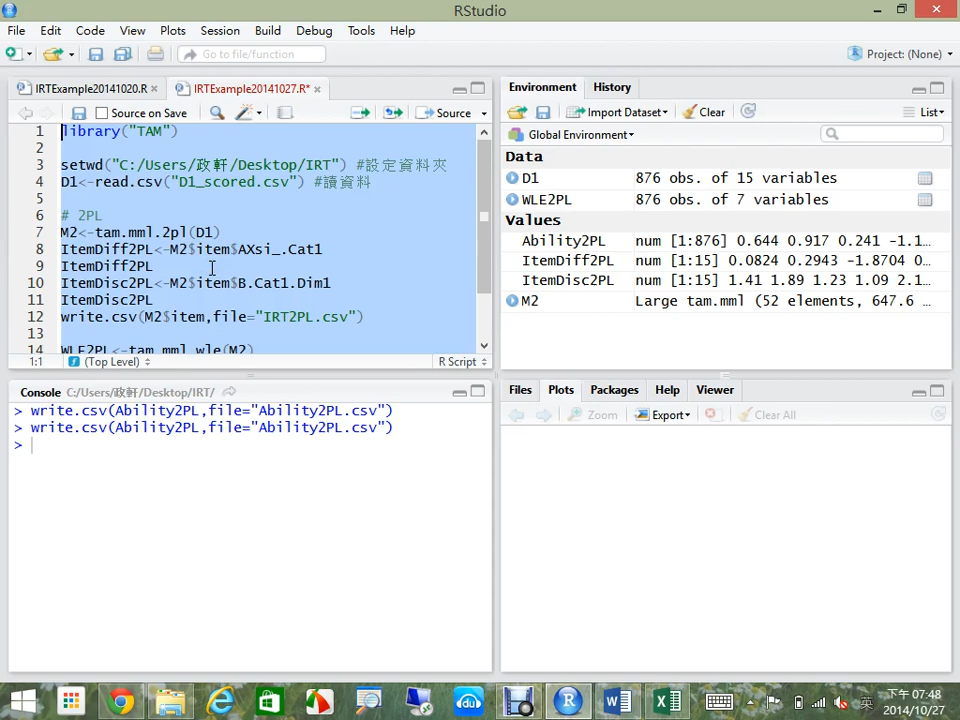 RStudio
File Edit Code View Plots Session Build Debug Tools Help
Go to file/function
Project: (None)
IRTExample20141020.R
IRTExample20141027.R*
Source on Save
Source
1 library("TAM")
2
3 setwd("C:/Users/政軒/Desktop/IRT") #設定資料夾
4 D1<-read.csv("D1_scored.csv") #讀資料
5
6 # 2PL
7 M2<-tam.mml.2pl(D1)
8 ItemDiff2PL<-M2$item$AXsi_.Cat1
9 ItemDiff2PL
10 ItemDisc2PL<-M2$item$B.Cat1.Dim1
11 ItemDisc2PL
12 write.csv(M2$item,file="IRT2PL.csv")
13
14 WLE2PL<-tam.mml.wle(M2)
1:1 (Top Level) R Script
Console C:/Users/政軒/Desktop/IRT/
> write.csv(Ability2PL,file="Ability2PL.csv")
> write.csv(Ability2PL,file="Ability2PL.csv")
>
Environment History
Import Dataset Clear List
Global Environment
Data
D1 876 obs. of 15 variables
WLE2PL 876 obs. of 7 variables
Values
Ability2PL num [1:876] 0.644 0.917 0.241 -1.1…
ItemDiff2PL num [1:15] 0.0824 0.2943 -1.8704 0…
ItemDisc2PL num [1:15] 1.41 1.89 1.23 1.09 2.1…
M2 Large tam.mml (52 elements, 647.6 …
Files Plots Packages Help Viewer
Zoom Export Clear All
du
英
下午 07:48
2014/10/27